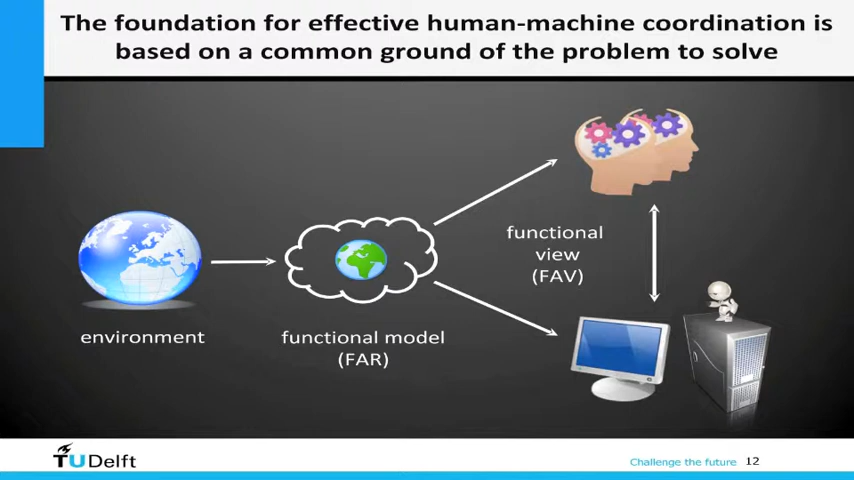 The foundation for effective human-machine coordination is
based on a common ground of the problem to solve
functional
view
(FAV)
environment
functional model
(FAR)
TUDelft
Challenge the future 12